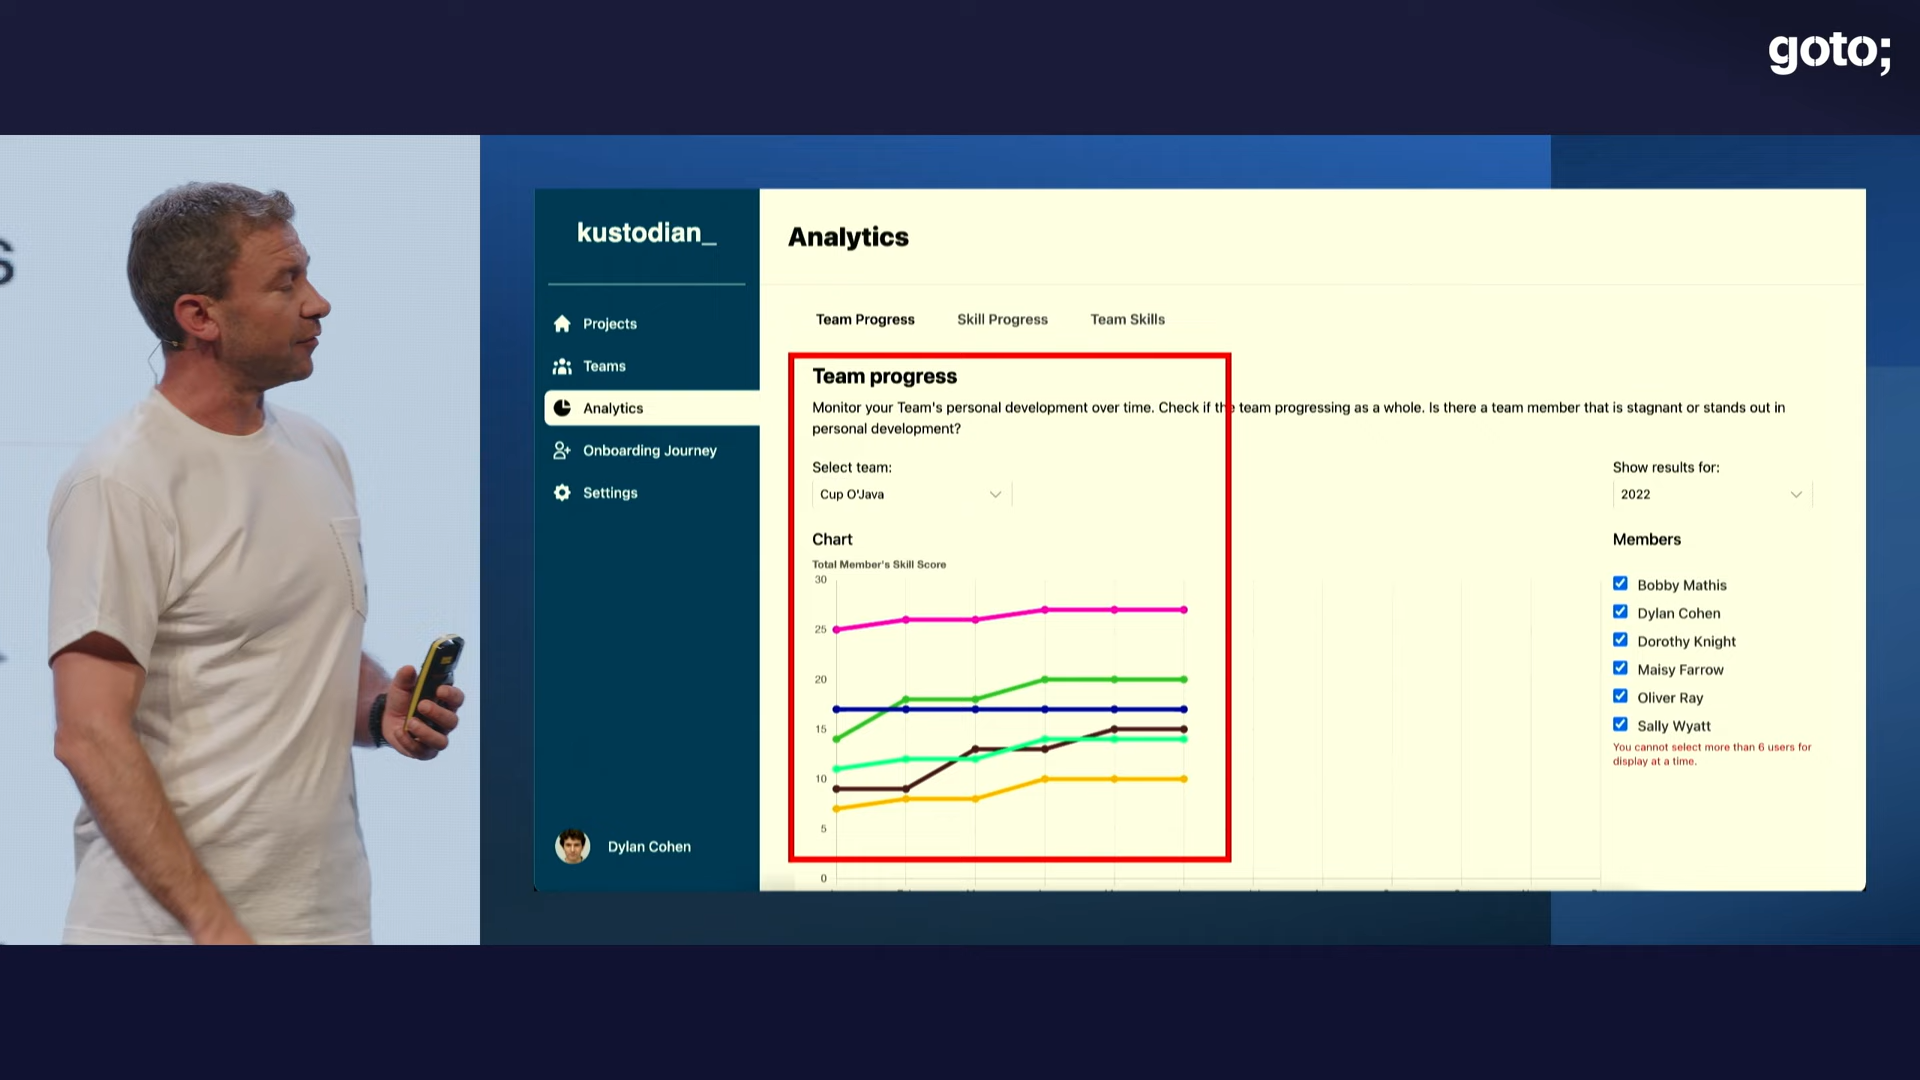 goto;
s
kustodian_
Projects
Teams
Analytics
Onboarding Journey
Settings
Dylan Cohen
Analytics
Team Progress Skill Progress Team Skills
Team progress
Monitor your Team's personal development over time. Check if the team progressing as a whole. Is there a team member that is stagnant or stands out in
personal development?
Select team:
Cup O'Java
Show results for:
2022
Chart
Total Member's Skill Score
30
25
20
15
10
5
0
Members
Bobby Mathis
Dylan Cohen
Dorothy Knight
Maisy Farrow
Oliver Ray
Sally Wyatt
You cannot select more than 6 users for
display at a time.